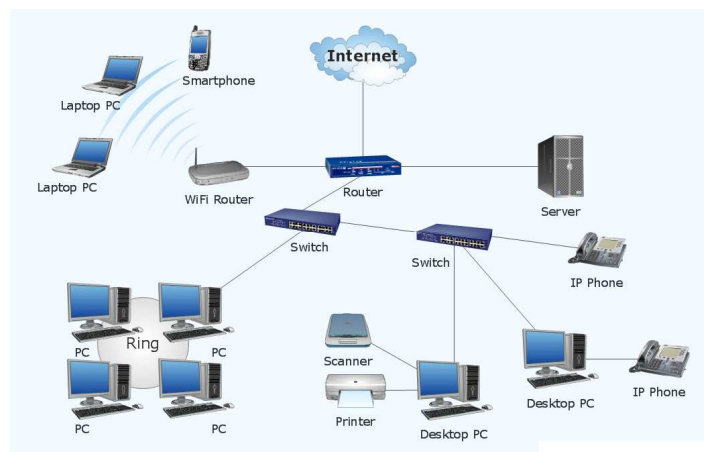 Internet
Smartphone
Laptop PC
Laptop PC
WiFi Router
Router
Server
Switch
Switch
IP Phone
Ring
PC
PC
PC
PC
Scanner
Printer
Desktop PC
Desktop PC
IP Phone